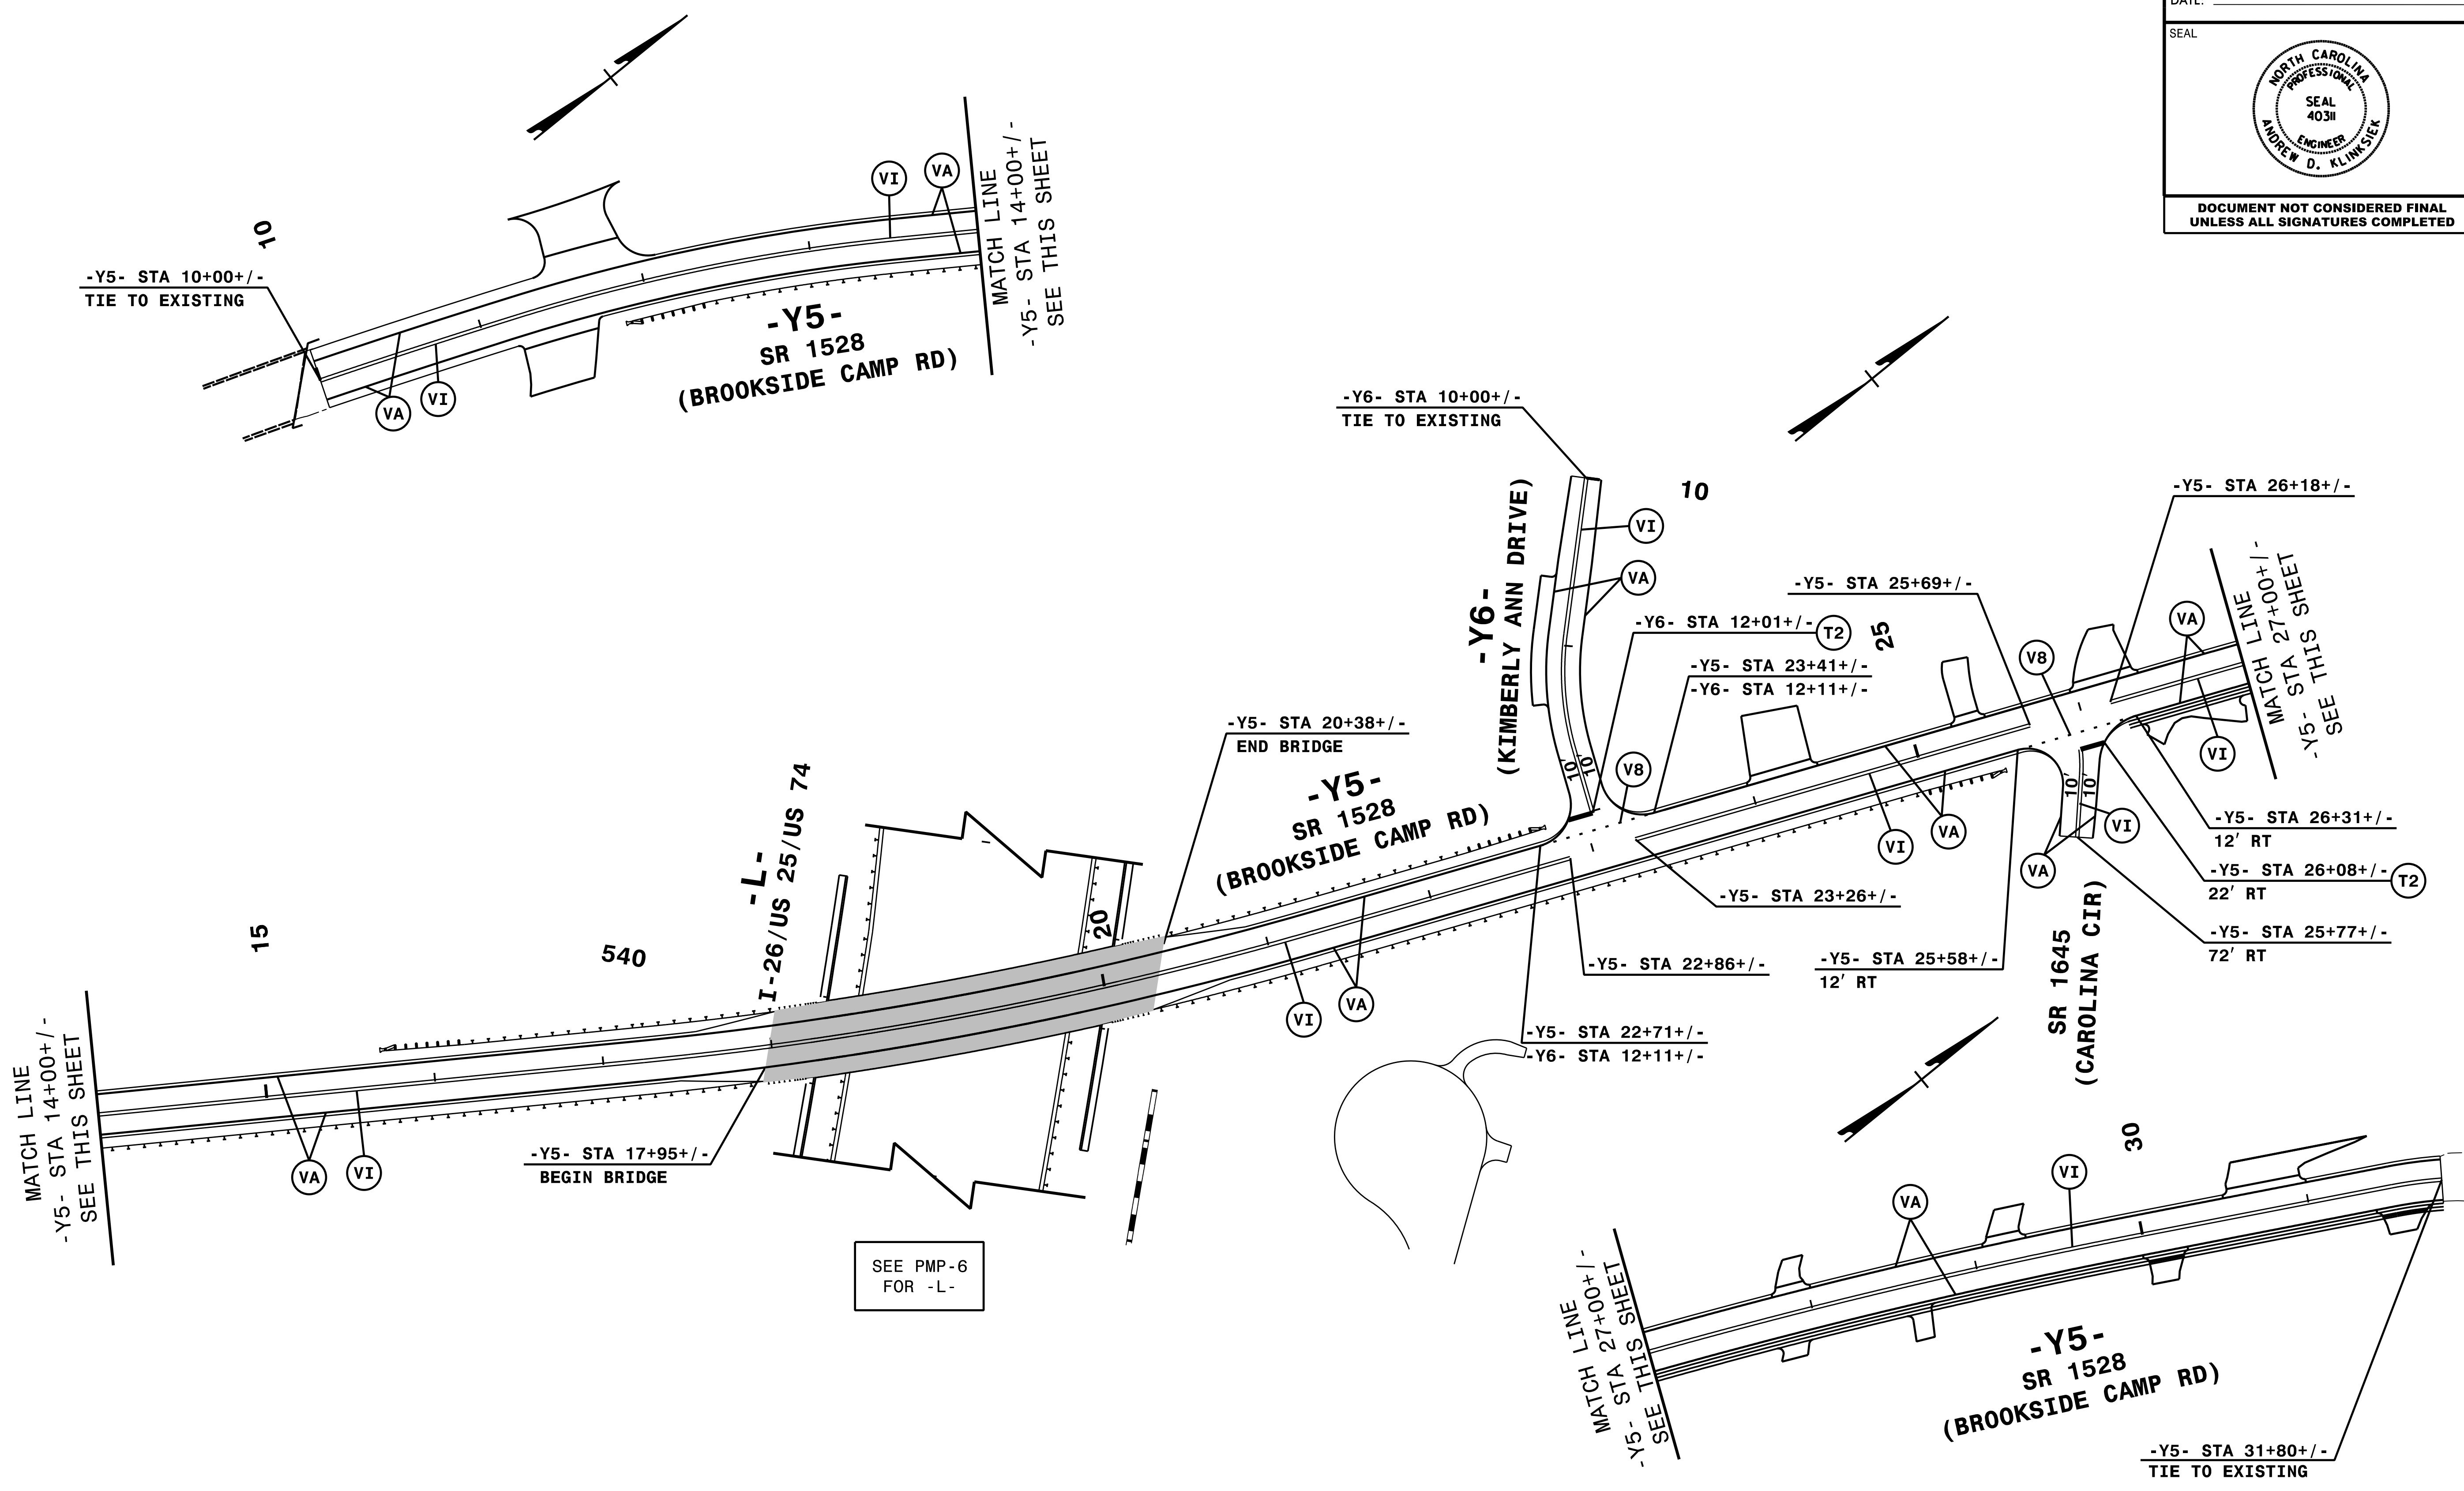 DATE:
SEAL
NORTH CAROLINA
PROFESSIONAL
SEAL
40311
ENGINEER
ANDREW D. KLINKSIEK
DOCUMENT NOT CONSIDERED FINAL
UNLESS ALL SIGNATURES COMPLETED
10
-Y5- STA 10+00+/-
TIE TO EXISTING
VA
VI
VI
VA
MATCH LINE
-Y5- STA 14+00+/-
SEE THIS SHEET
-Y5-
SR 1528
(BROOKSIDE CAMP RD)
-Y6- STA 10+00+/-
TIE TO EXISTING
10
VI
VA
-Y6-
(KIMBERLY ANN DRIVE)
-Y6- STA 12+01+/-
T2
-Y5- STA 23+41+/-
-Y6- STA 12+11+/-
25
-Y5- STA 25+69+/-
-Y5- STA 26+18+/-
V8
VA
MATCH LINE
-Y5- STA 27+00+/-
SEE THIS SHEET
VI
10'
10'
V8
VI
VA
10'
10'
VI
VA
-Y5- STA 26+31+/-
12' RT
-Y5- STA 26+08+/-
T2
22' RT
-Y5- STA 25+77+/-
72' RT
-Y5- STA 23+26+/-
-Y5- STA 25+58+/-
12' RT
-Y5- STA 22+86+/-
-Y5- STA 22+71+/-
-Y6- STA 12+11+/-
SR 1645
(CAROLINA CIR)
-Y5- STA 20+38+/-
END BRIDGE
-Y5-
SR 1528
(BROOKSIDE CAMP RD)
VI
VA
20
-L-
I-26/US 25/US 74
540
15
MATCH LINE
-Y5- STA 14+00+/-
SEE THIS SHEET
VA
VI
-Y5- STA 17+95+/-
BEGIN BRIDGE
SEE PMP-6
FOR -L-
30
VI
VA
MATCH LINE
-Y5- STA 27+00+/-
SEE THIS SHEET
-Y5-
SR 1528
(BROOKSIDE CAMP RD)
-Y5- STA 31+80+/-
TIE TO EXISTING